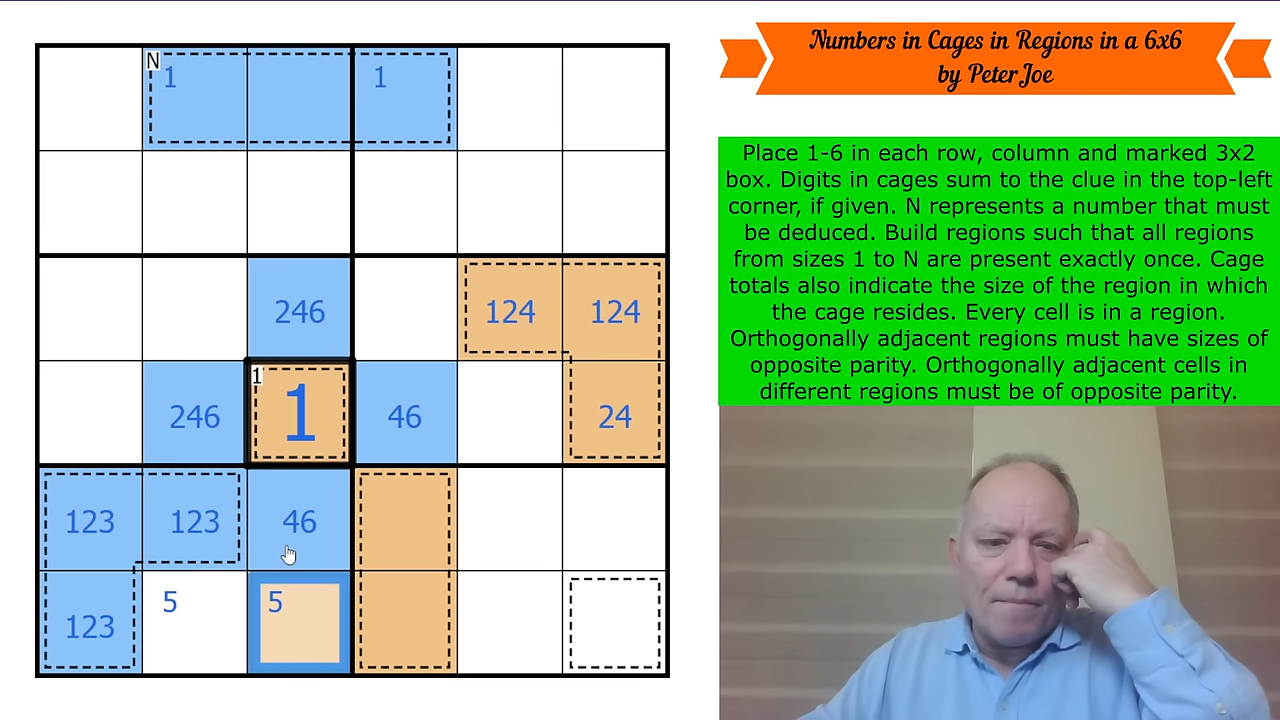 Numbers in Cages in Regions in a 6x6
by PeterJoe
Place 1-6 in each row, column and marked 3x2
box. Digits in cages sum to the clue in the top-left
corner, if given. N represents a number that must
be deduced. Build regions such that all regions
from sizes 1 to N are present exactly once. Cage
totals also indicate the size of the region in which
the cage resides. Every cell is in a region.
Orthogonally adjacent regions must have sizes of
opposite parity. Orthogonally adjacent cells in
different regions must be of opposite parity.
N 1 1
246 124 124
246 1 1 46 24
123 123 46
123 5 5